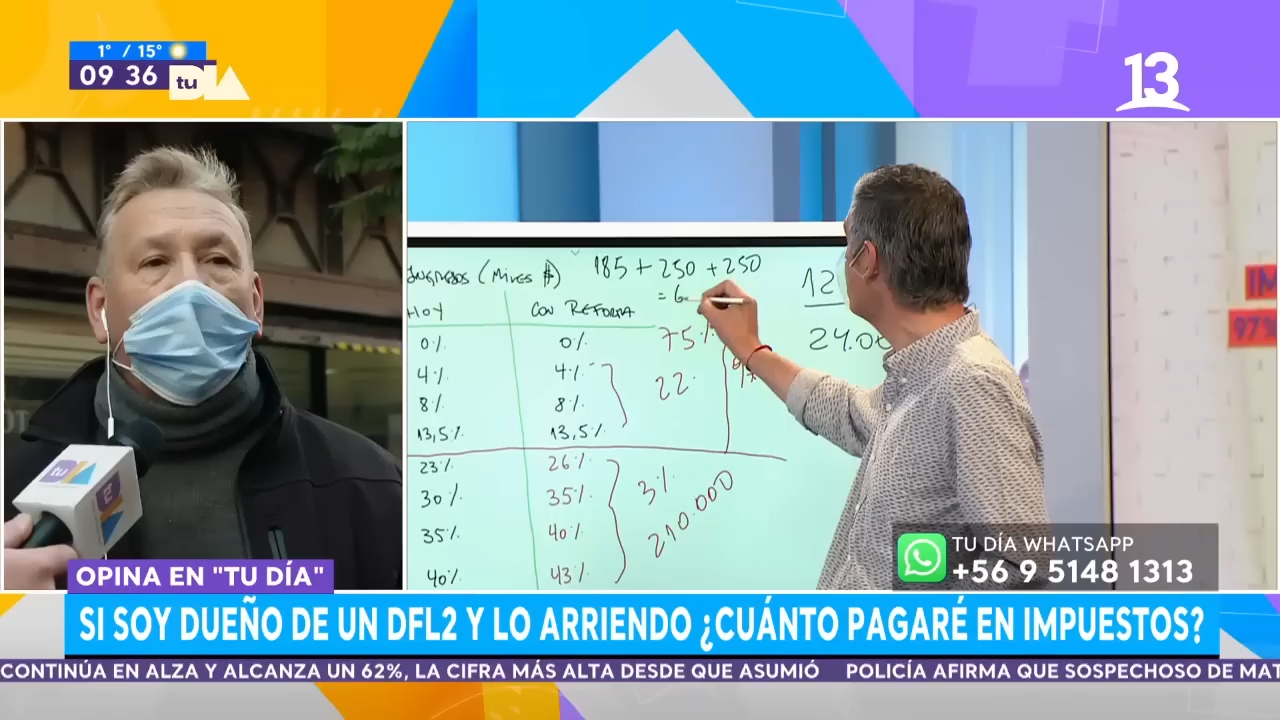 1° / 15°
09 36
tu DÍA
13
INGRESOS (MILES $)
185 + 250 + 250
= 6
12
24.00
HOY
CON REFORMA
0%
0%
75%
4%
4%
22
8%
8%
13,5%
13,5%
23%
26%
3%
30%
35%
210.000
35%
40%
40%
43%
IM
97%
tu
TU DÍA WHATSAPP
+56 9 5148 1313
OPINA EN "TU DÍA"
SI SOY DUEÑO DE UN DFL2 Y LO ARRIENDO ¿CUÁNTO PAGARÉ EN IMPUESTOS?
CONTINÚA EN ALZA Y ALCANZA UN 62%, LA CIFRA MÁS ALTA DESDE QUE ASUMIÓ
POLICÍA AFIRMA QUE SOSPECHOSO DE MAT